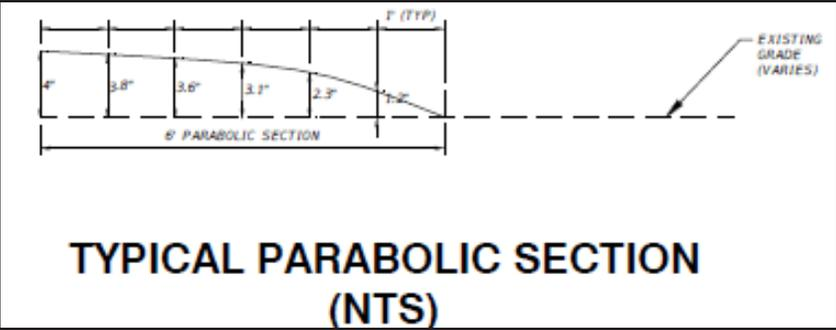 1' (TYP)
EXISTING
GRADE
(VARIES)
4"
3.8"
3.6"
3.1"
2.3"
1.2"
6' PARABOLIC SECTION
TYPICAL PARABOLIC SECTION
(NTS)